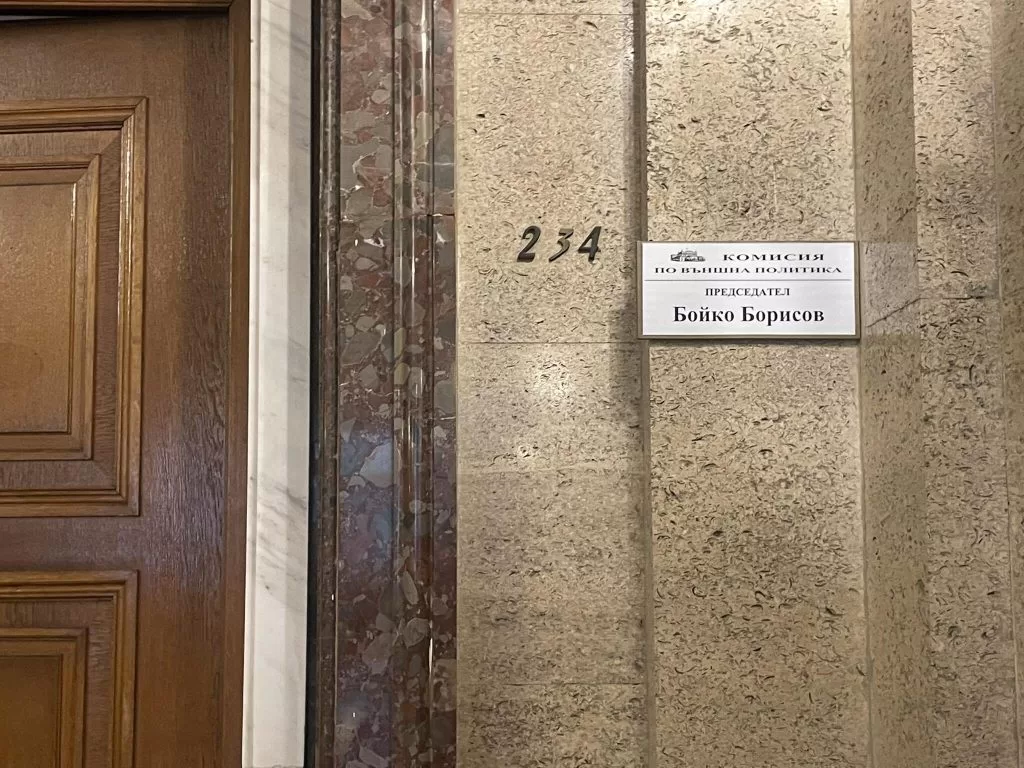 234
КОМИСИЯ
ПО ВЪНШНА ПОЛИТИКА
ПРЕДСЕДАТЕЛ
Бойко Борисов